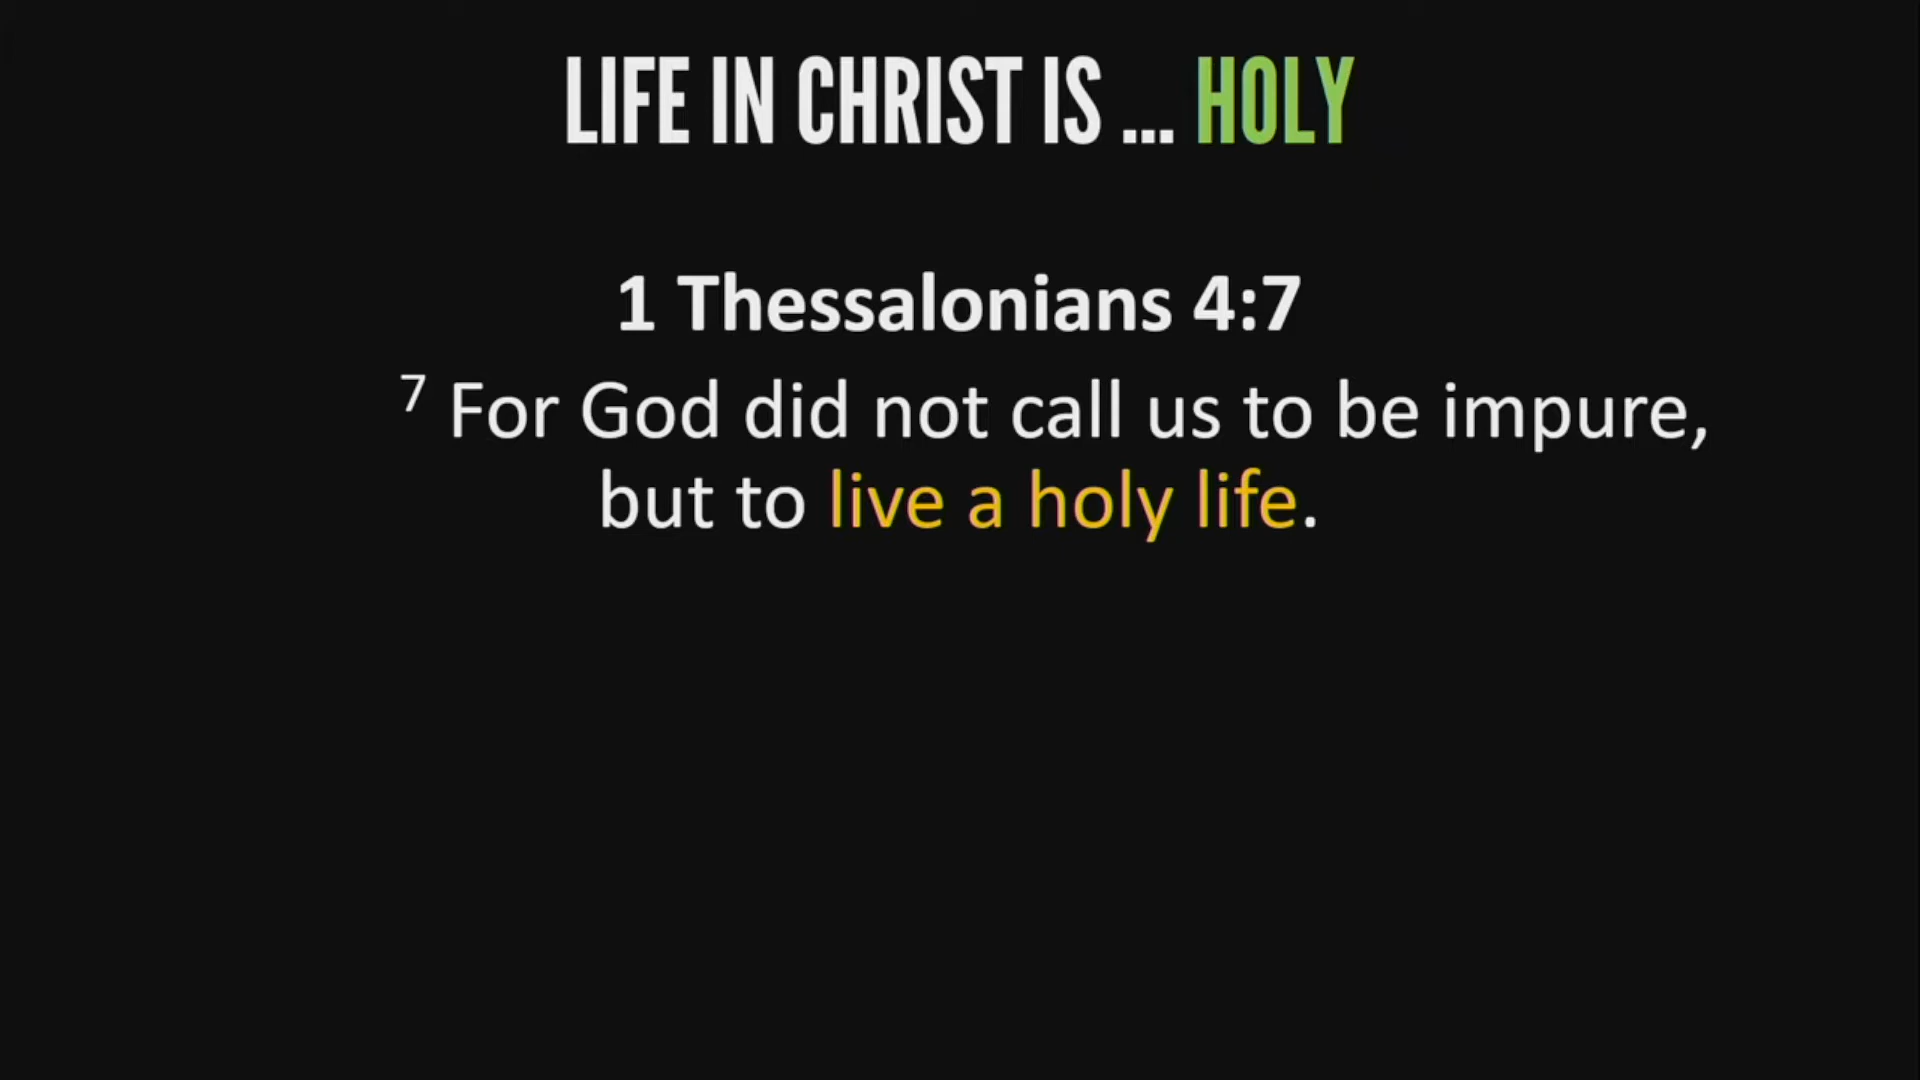 LIFE IN CHRIST IS ... HOLY
1 Thessalonians 4:7
7 For God did not call us to be impure,
but to live a holy life.